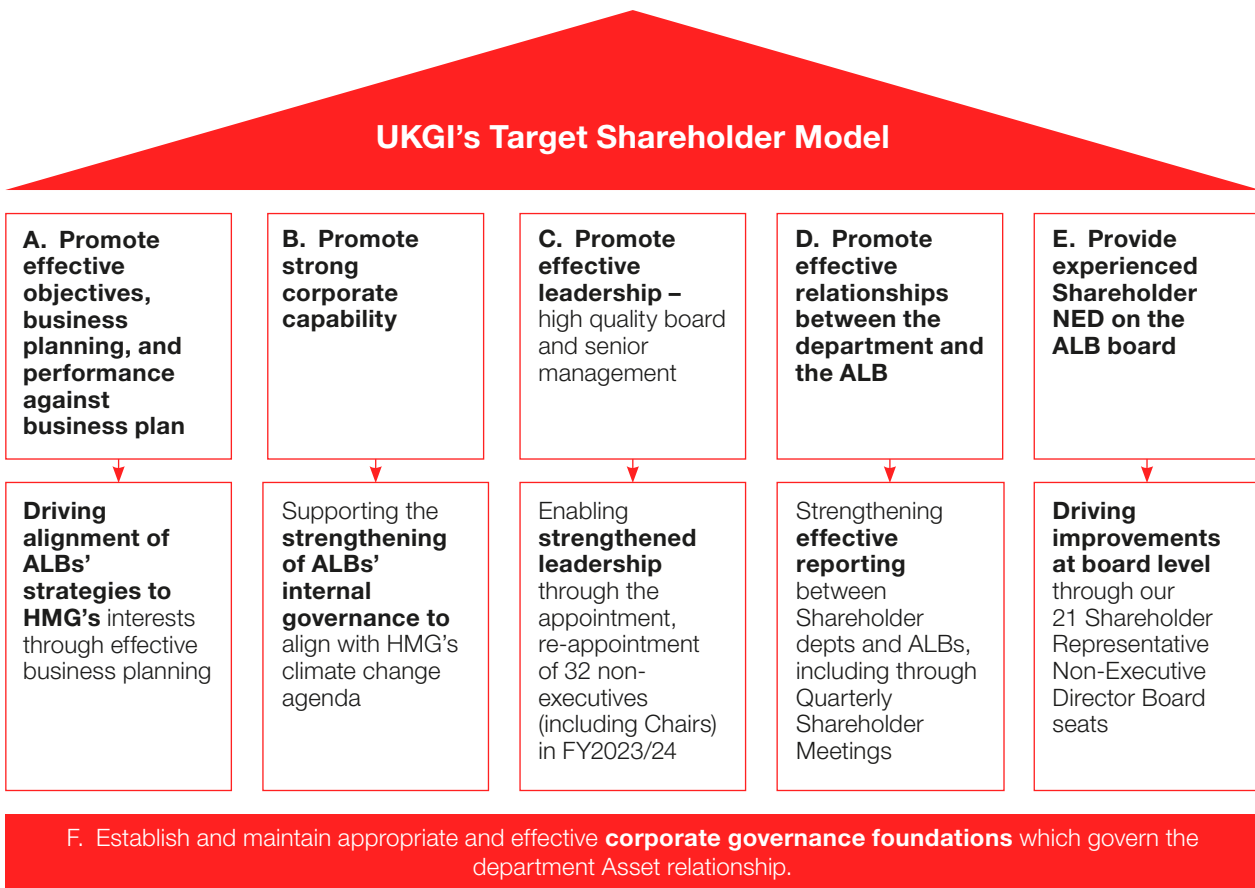 UKGI's Target Shareholder Model
A. Promote
effective
objectives,
business
planning, and
performance
against
business plan
B. Promote
strong
corporate
capability
C. Promote
effective
leadership –
high quality board
and senior
management
D. Promote
effective
relationships
between the
department and
the ALB
E. Provide
experienced
Shareholder
NED on the
ALB board
Driving
alignment of
ALBs'
strategies to
HMG's interests
through effective
business planning
Supporting the
strengthening
of ALBs'
internal
governance to
align with HMG's
climate change
agenda
Enabling
strengthened
leadership
through the
appointment,
re-appointment
of 32 non-
executives
(including Chairs)
in FY2023/24
Strengthening
effective
reporting
between
Shareholder
depts and ALBs,
including through
Quarterly
Shareholder
Meetings
Driving
improvements
at board level
through our
21 Shareholder
Representative
Non-Executive
Director Board
seats
F. Establish and maintain appropriate and effective corporate governance foundations which govern the
department Asset relationship.